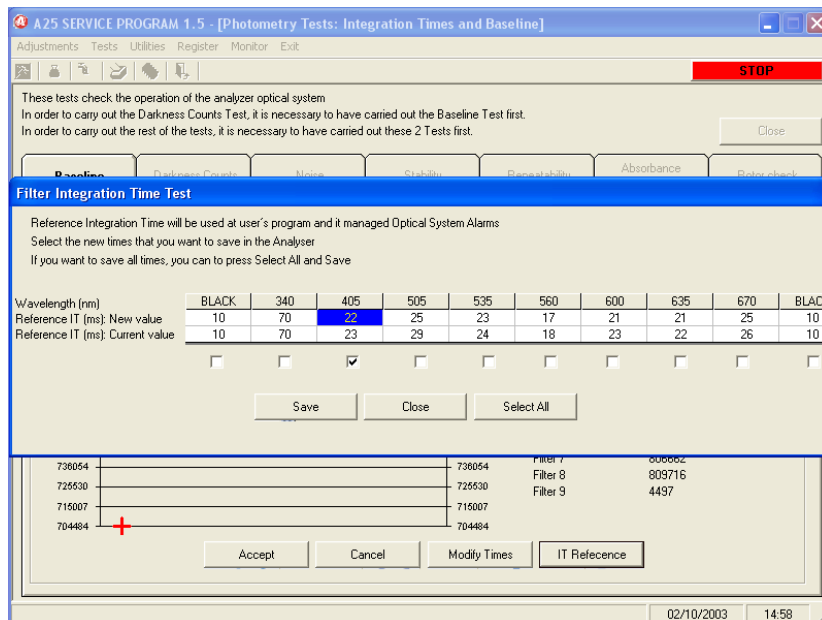 A25 SERVICE PROGRAM 1.5 - [Photometry Tests: Integration Times and Baseline]
Adjustments Tests Utilities Register Monitor Exit
STOP
These tests check the operation of the analyzer optical system
In order to carry out the Darkness Counts Test, it is necessary to have carried out the Baseline Test first.
In order to carry out the rest of the tests, it is necessary to have carried out these 2 Tests first.
Close
Baseline Darkness Counts Noise Stability Repeatability Absorbance Rotor check
Filter Integration Time Test
Reference Integration Time will be used at user´s program and it managed Optical System Alarms
Select the new times that you want to save in the Analyser
If you want to save all times, you can to press Select All and Save
Wavelength (nm) BLACK 340 405 505 535 560 600 635 670 BLAC
Reference IT (ms): New value 10 70 22 25 23 17 21 21 25 10
Reference IT (ms): Current value 10 70 23 29 24 18 23 22 26 10
Save Close Select All
Filter 7 806662
736054 736054
Filter 8 809716
725530 725530
Filter 9 4497
715007 715007
704484 704484
Accept Cancel Modify Times IT Refecence
02/10/2003 14:58